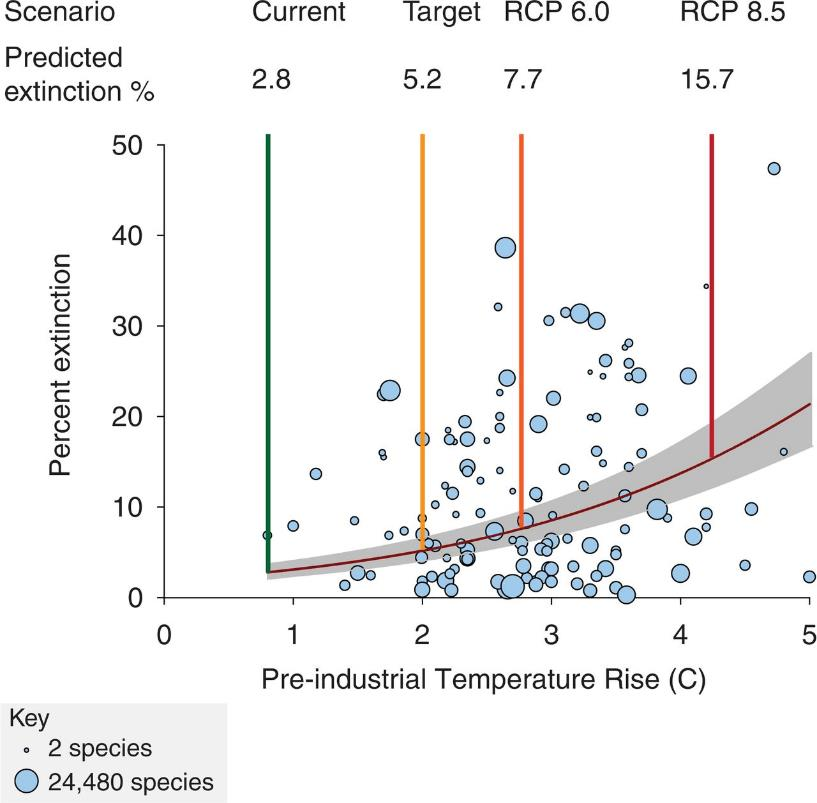 Scenario Current Target RCP 6.0 RCP 8.5
Predicted
extinction % 2.8 5.2 7.7 15.7
50
40
30
20
10
0
Percent extinction
0 1 2 3 4 5
Pre-industrial Temperature Rise (C)
Key
2 species
24,480 species